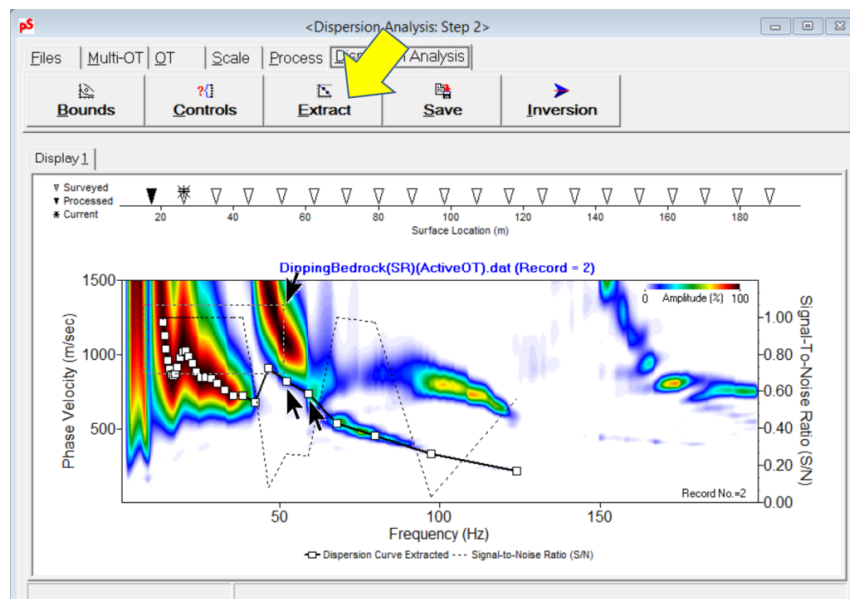 pS
<Dispersion Analysis: Step 2>
Files Multi-OT OT Scale Process Analysis
Bounds Controls Extract Save Inversion
Display 1
Surveyed
Processed
Current
20 40 60 80 100 120 140 160 180
Surface Location (m)
DippingBedrock(SR)(ActiveOT).dat (Record = 2)
1500
1000
500
Phase Velocity (m/sec)
0 Amplitude (%) 100
1.00
0.80
0.60
0.40
0.20
0.00
Signal-To-Noise Ratio (S/N)
Record No.=2
50 100 150
Frequency (Hz)
Dispersion Curve Extracted Signal-to-Noise Ratio (S/N)